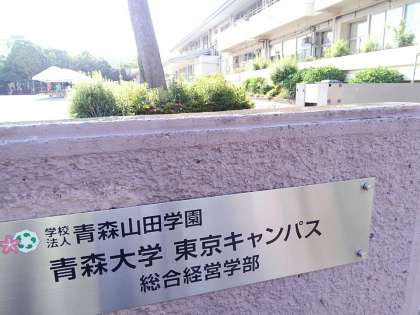 学校法人 青森山田学園
青森大学 東京キャンパス
総合経営学部